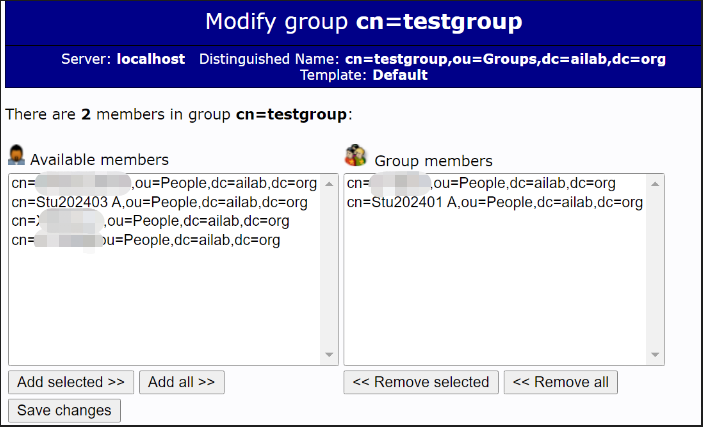 Modify group cn=testgroup
Server: localhost Distinguished Name: cn=testgroup,ou=Groups,dc=ailab,dc=org
Template: Default
There are 2 members in group cn=testgroup:
Available members
cn= ,ou=People,dc=ailab,dc=org
cn=Stu202403 A,ou=People,dc=ailab,dc=org
cn= ,ou=People,dc=ailab,dc=org
cn= ou=People,dc=ailab,dc=org
Add selected >> Add all >>
Save changes
Group members
cn= ,ou=People,dc=ailab,dc=org
cn=Stu202401 A,ou=People,dc=ailab,dc=org
<< Remove selected << Remove all